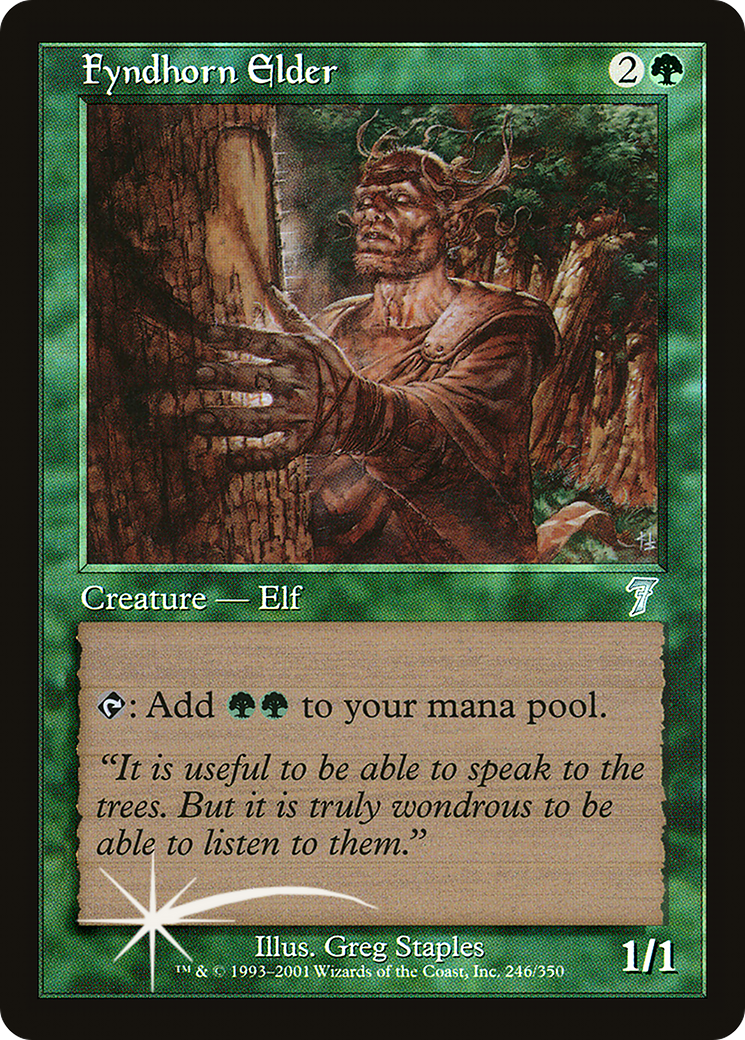 Fyndhorn Elder
2
Creature — Elf
7
: Add to your mana pool.
“It is useful to be able to speak to the
trees. But it is truly wondrous to be
able to listen to them.”
Illus. Greg Staples
1/1
™ & © 1993–2001 Wizards of the Coast, Inc. 246/350